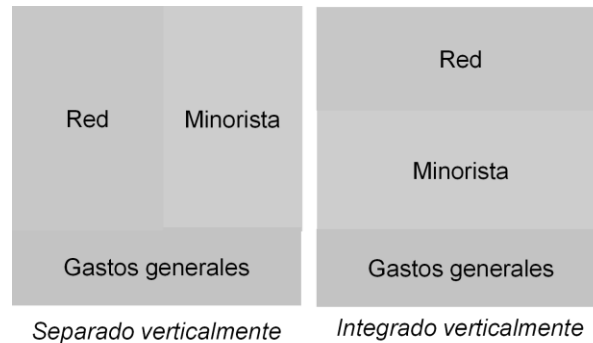 Red
Minorista
Gastos generales
Separado verticalmente
Red
Minorista
Gastos generales
Integrado verticalmente